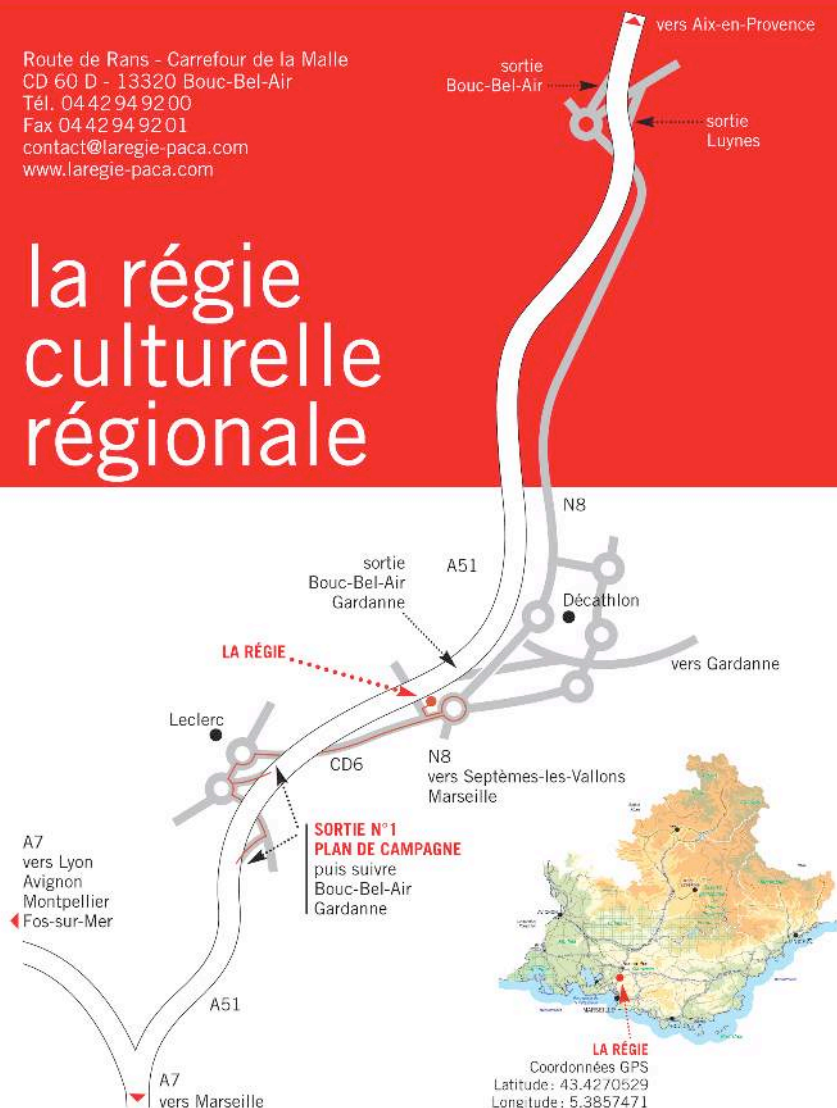 Route de Rans - Carrefour de la Malle
CD 60 D - 13320 Bouc-Bel-Air
Tél. 04 42 94 92 00
Fax 04 42 94 92 01
contact@laregie-paca.com
www.laregie-paca.com
vers Aix-en-Provence
sortie
Bouc-Bel-Air
sortie
Luynes
la régie
culturelle
régionale
N8
sortie
Bouc-Bel-Air
Gardanne
A51
Décathlon
LA RÉGIE
vers Gardanne
Leclerc
CD6
N8
vers Septèmes-les-Vallons
Marseille
SORTIE N°1
PLAN DE CAMPAGNE
puis suivre
Bouc-Bel-Air
Gardanne
A7
vers Lyon
Avignon
Montpellier
Fos-sur-Mer
A51
A7
vers Marseille
AVIGNON
MARSEILLE
LA RÉGIE
Coordonnées GPS
Latitude: 43.4270529
Longitude: 5.3857471